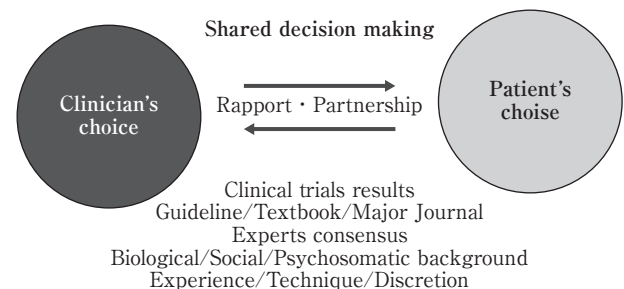 Shared decision making
Clinician's
choice
Rapport・Partnership
Patient's
choise
Clinical trials results
Guideline/Textbook/Major Journal
Experts consensus
Biological/Social/Psychosomatic background
Experience/Technique/Discretion